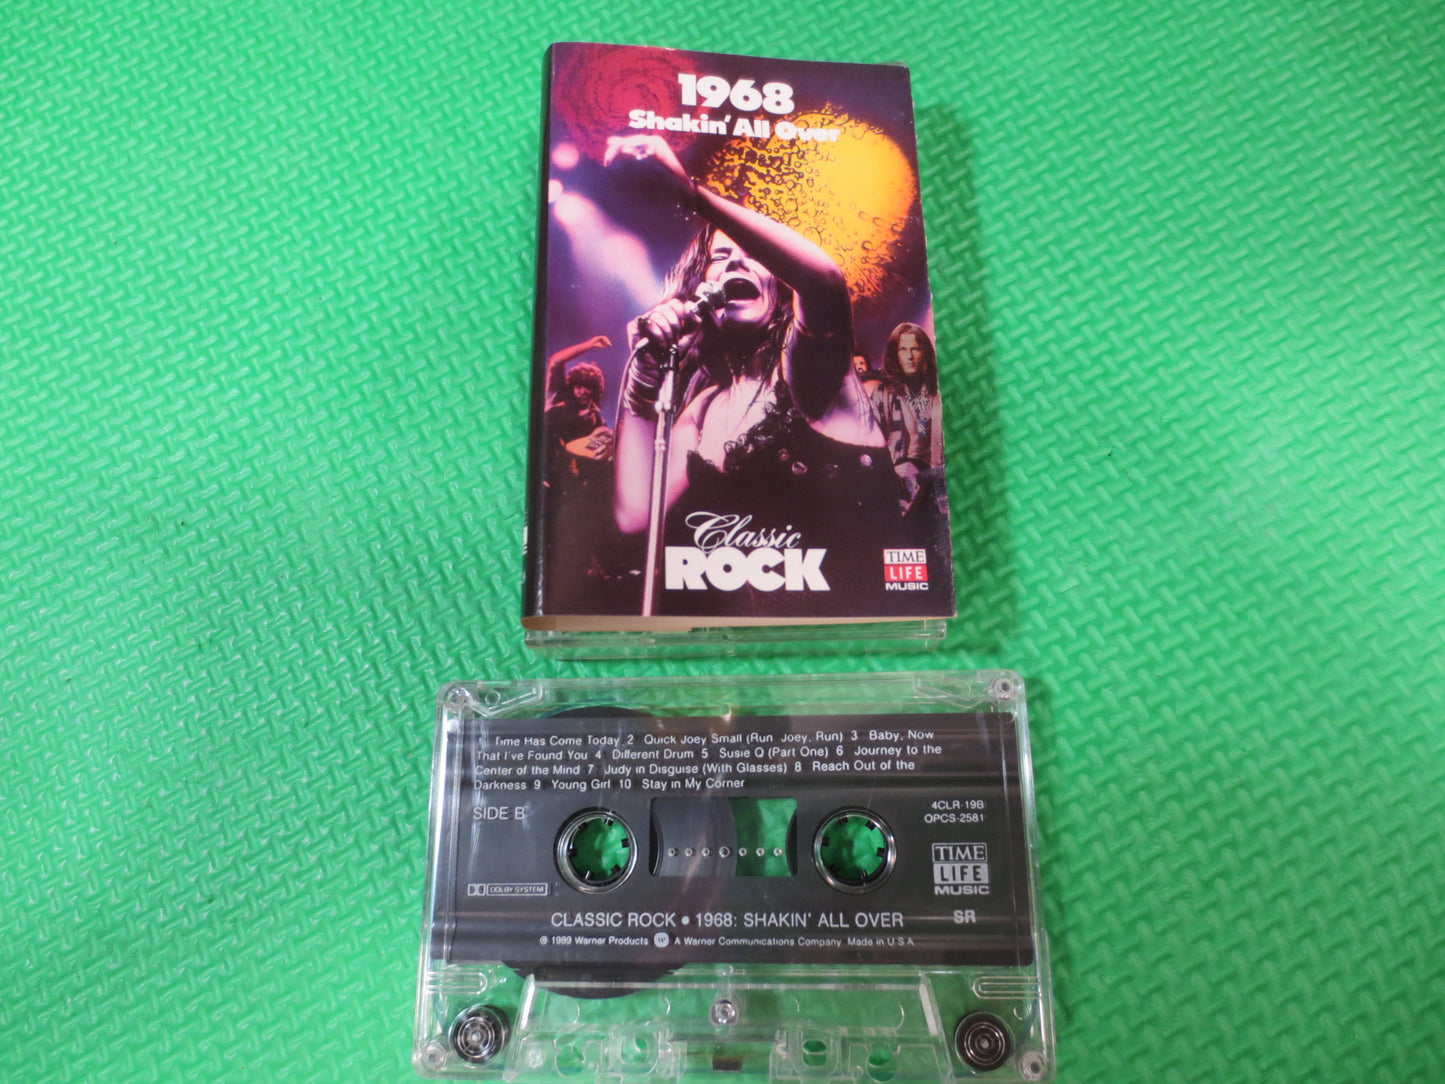 1968
Shakin' All Over
Classic
ROCK
TIME
LIFE
MUSIC
1 Time Has Come Today 2 Quick Joey Small (Run Joey, Run) 3 Baby, Now
That I've Found You 4 Different Drum 5 Susie Q (Part One) 6 Journey to the
Center of the Mind 7 Judy in Disguise (With Glasses) 8 Reach Out of the
Darkness 9 Young Girl 10 Stay in My Corner
SIDE B
4CLR-19B
OPCS-2581
TIME
LIFE
MUSIC
DOLBY SYSTEM
CLASSIC ROCK • 1968: SHAKIN' ALL OVER
SR
℗ 1989 Warner Products A Warner Communications Company. Made in U.S.A.